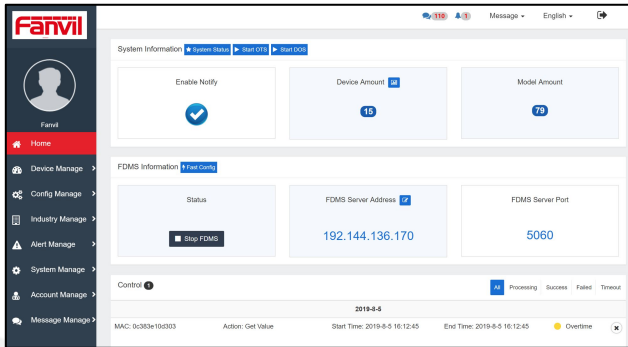 Fanvil
110 1 Message English
System Information System Status Start OTS Start DOS
Enable Notify
Device Amount
15
Model Amount
79
Fanvil
Home
Device Manage
Config Manage
Industry Manage
Alert Manage
System Manage
Account Manage
Message Manage
FDMS Information Fast Config
Status
Stop FDMS
FDMS Server Address
192.144.136.170
FDMS Server Port
5060
Control 1
All Processing Success Failed Timeout
2019-8-5
MAC: 0c383e10d303 Action: Get Value Start Time: 2019-8-5 16:12:45 End Time: 2019-8-5 16:12:45 Overtime